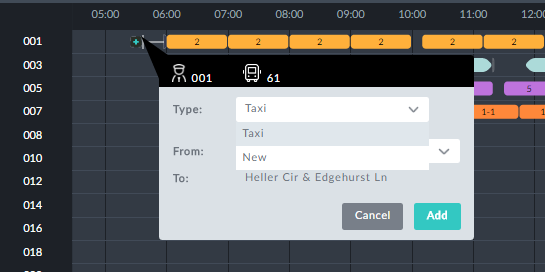 05:00 06:00 07:00 08:00 09:00 10:00 11:00 12:00
001 2 2 2 2 2 2
001 61
003
005 5
Type: Taxi
007 1-1 1
Taxi
008
From:
010 New
012 To: Heller Cir & Edgehurst Ln
014
Cancel Add
016
018